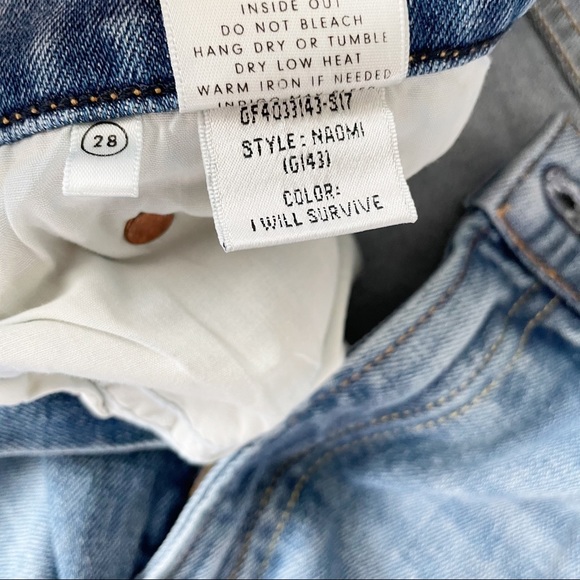 INSIDE OUT
DO NOT BLEACH
HANG DRY OR TUMBLE
DRY LOW HEAT
WARM IRON IF NEEDED
GF4033143-S17
STYLE: NAOMI
(G143)
COLOR:
I WILL SURVIVE
28